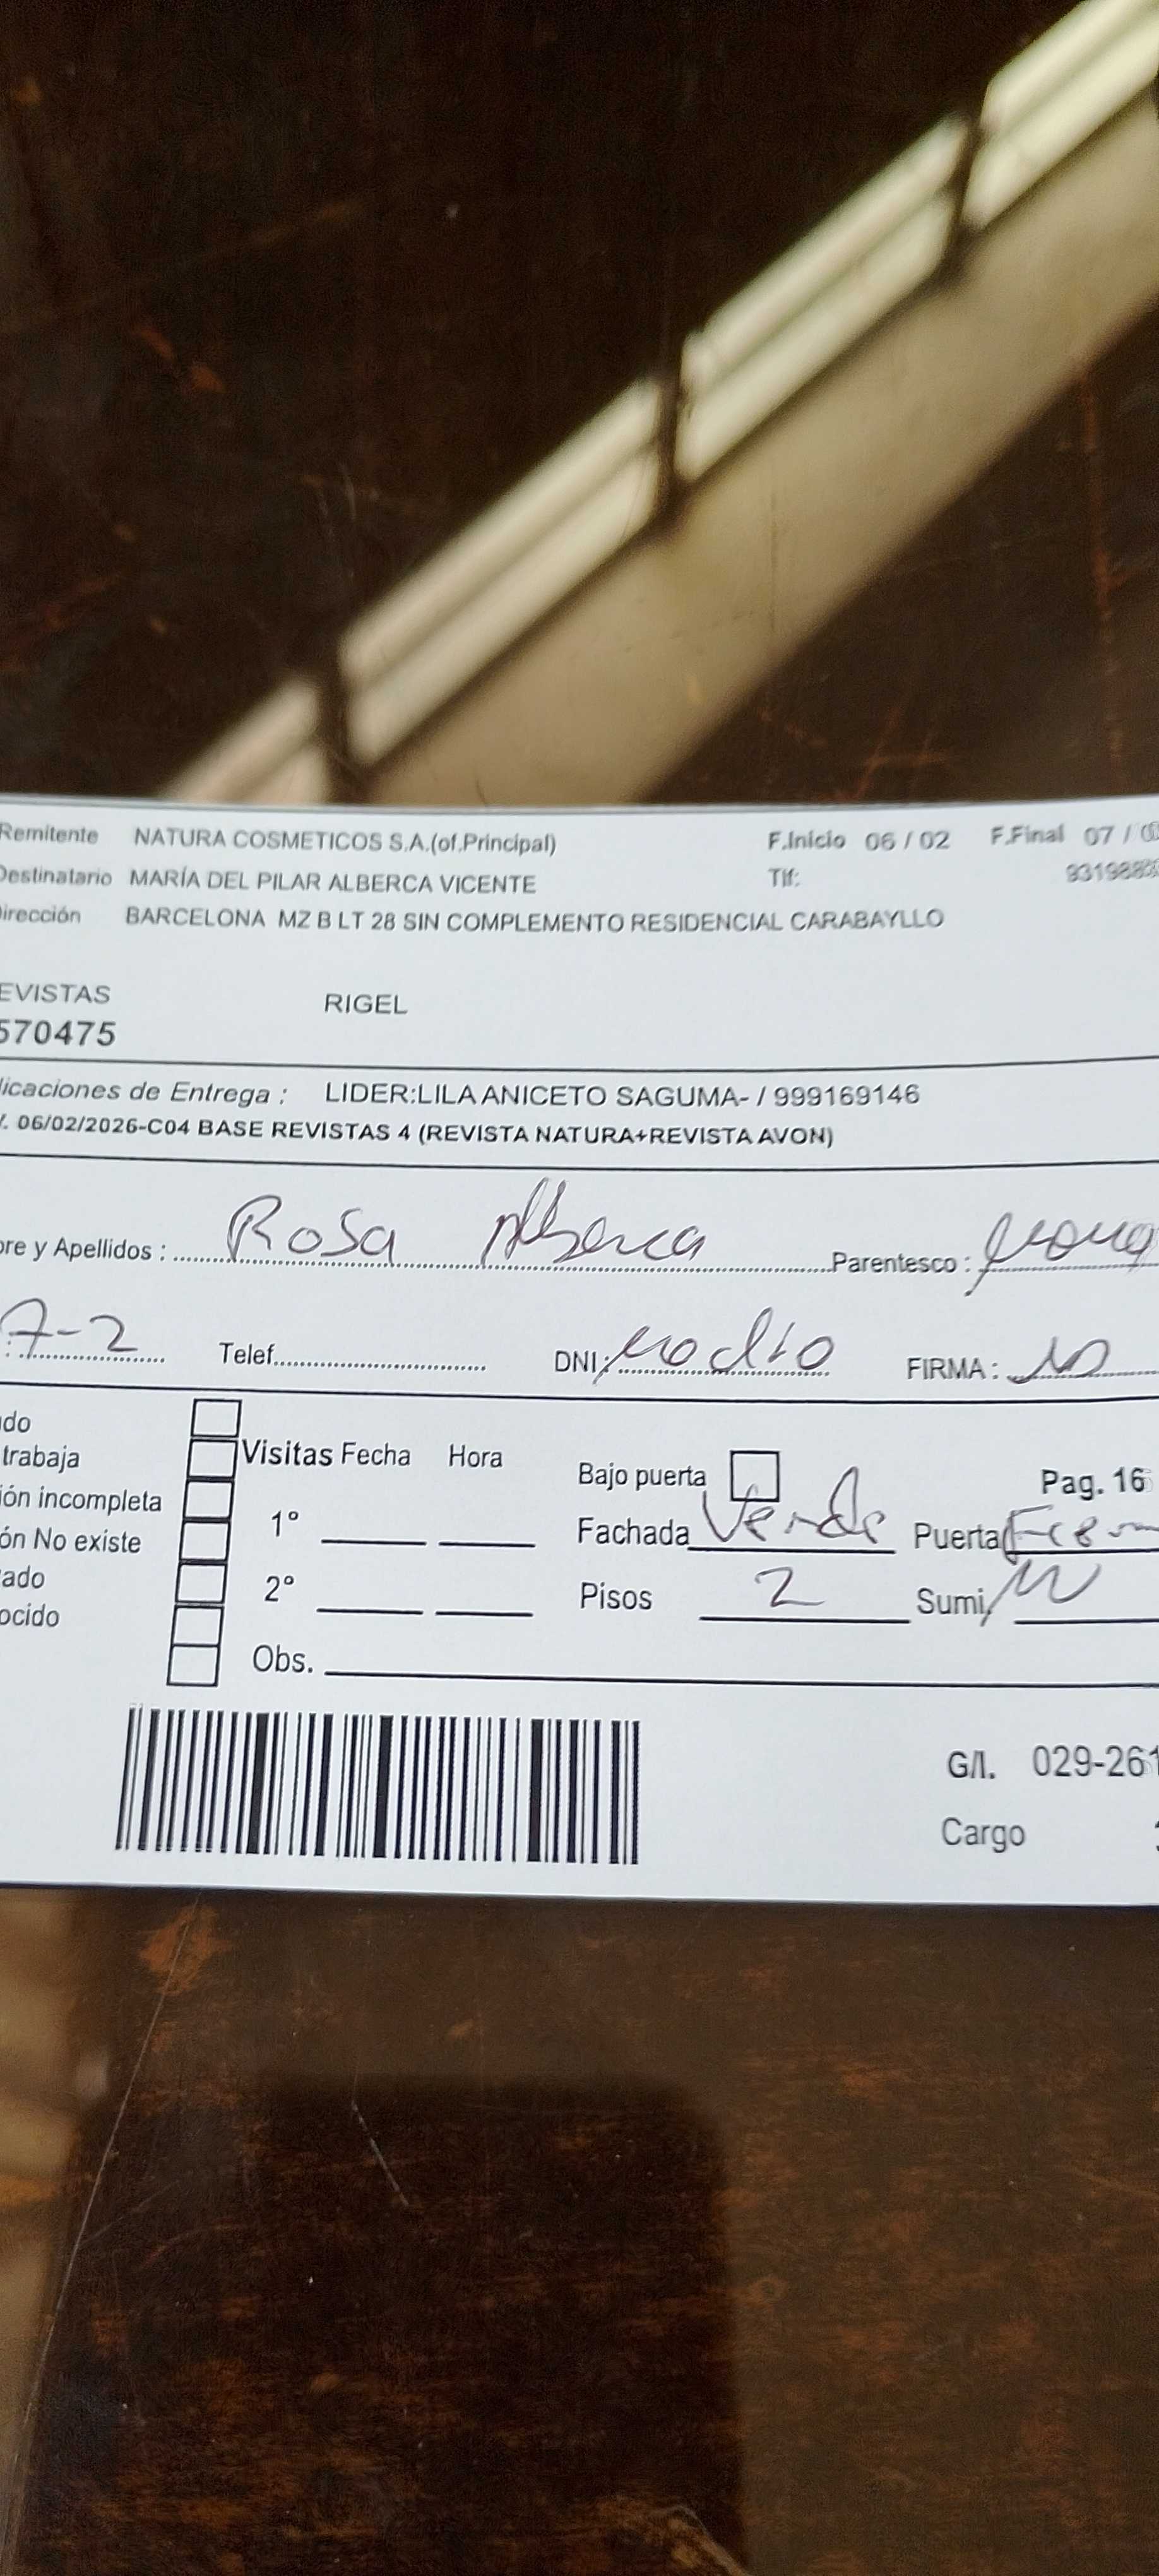 Remitente NATURA COSMETICOS S.A.(of.Principal) F.Inicio 06 / 02 F.Final 07 /
Destinatario MARÍA DEL PILAR ALBERCA VICENTE Tlf:
irección BARCELONA MZ B LT 28 SIN COMPLEMENTO RESIDENCIAL CARABAYLLO
EVISTAS RIGEL
570475
licaciones de Entrega : LIDER:LILA ANICETO SAGUMA- / 999169146
. 06/02/2026-C04 BASE REVISTAS 4 (REVISTA NATURA+REVISTA AVON)
bre y Apellidos : Rosa Alberca Parentesco :
7-2 Telef. DNI: no dio FIRMA :
do
trabaja Visitas Fecha Hora Bajo puerta Pag. 16
ión incompleta 1° Fachada Verde Puerta
ón No existe
ado 2° Pisos 2 Sumi
ocido
Obs.
G/I. 029-261
Cargo